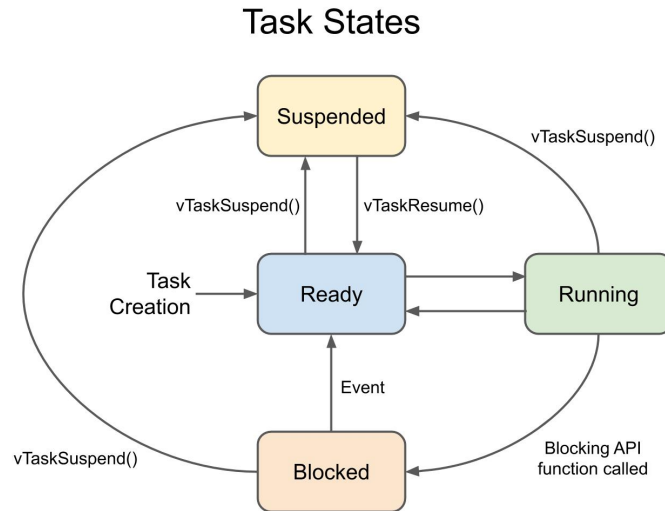 Task States
Suspended
vTaskSuspend()
vTaskSuspend()
vTaskResume()
Task
Creation
Ready
Running
Event
vTaskSuspend()
Blocked
Blocking API
function called